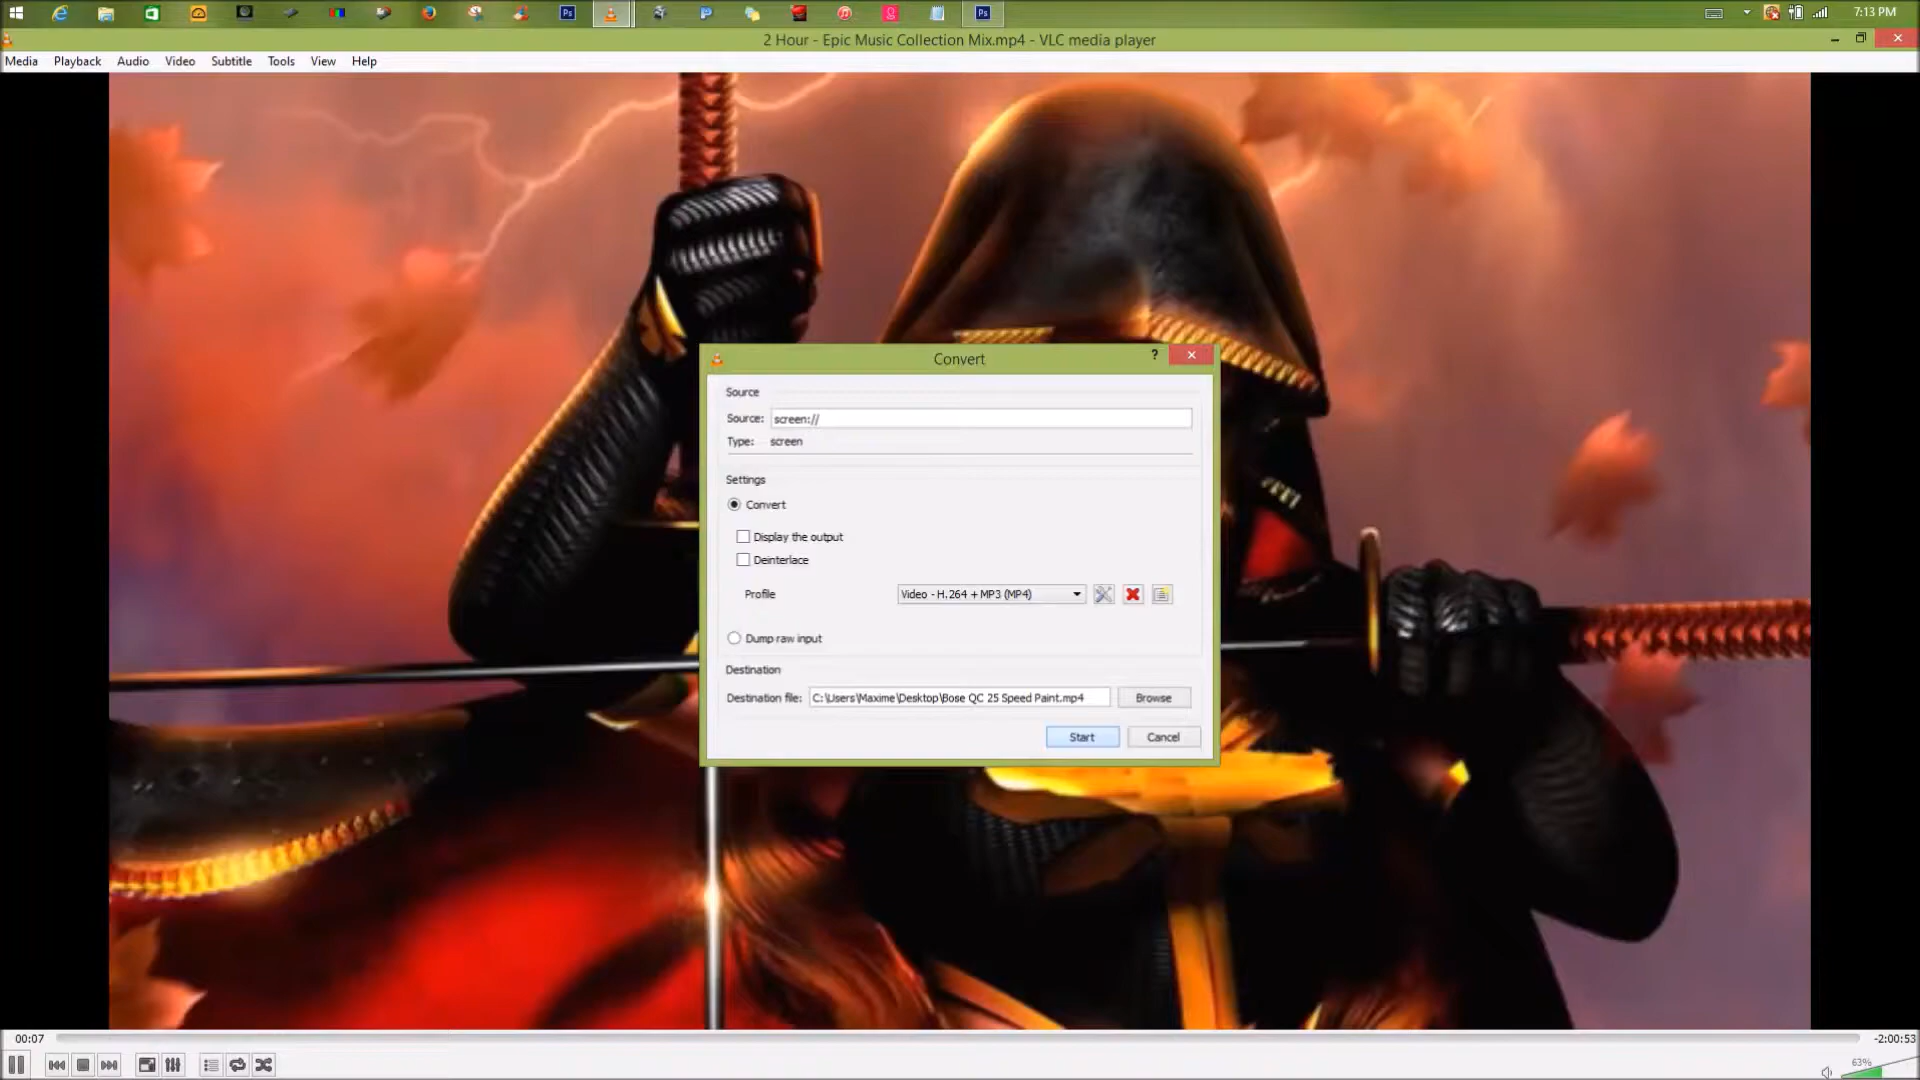 7:13 PM
2 Hour - Epic Music Collection Mix.mp4 - VLC media player
Media Playback Audio Video Subtitle Tools View Help
Convert
?
Source
Source: screen://
Type: screen
Settings
Convert
Display the output
Deinterlace
Profile Video - H.264 + MP3 (MP4)
Dump raw input
Destination
Destination file: C:\Users\Maxime\Desktop\Bose QC 25 Speed Paint.mp4 Browse
Start Cancel
00:07 -2:00:53
63%